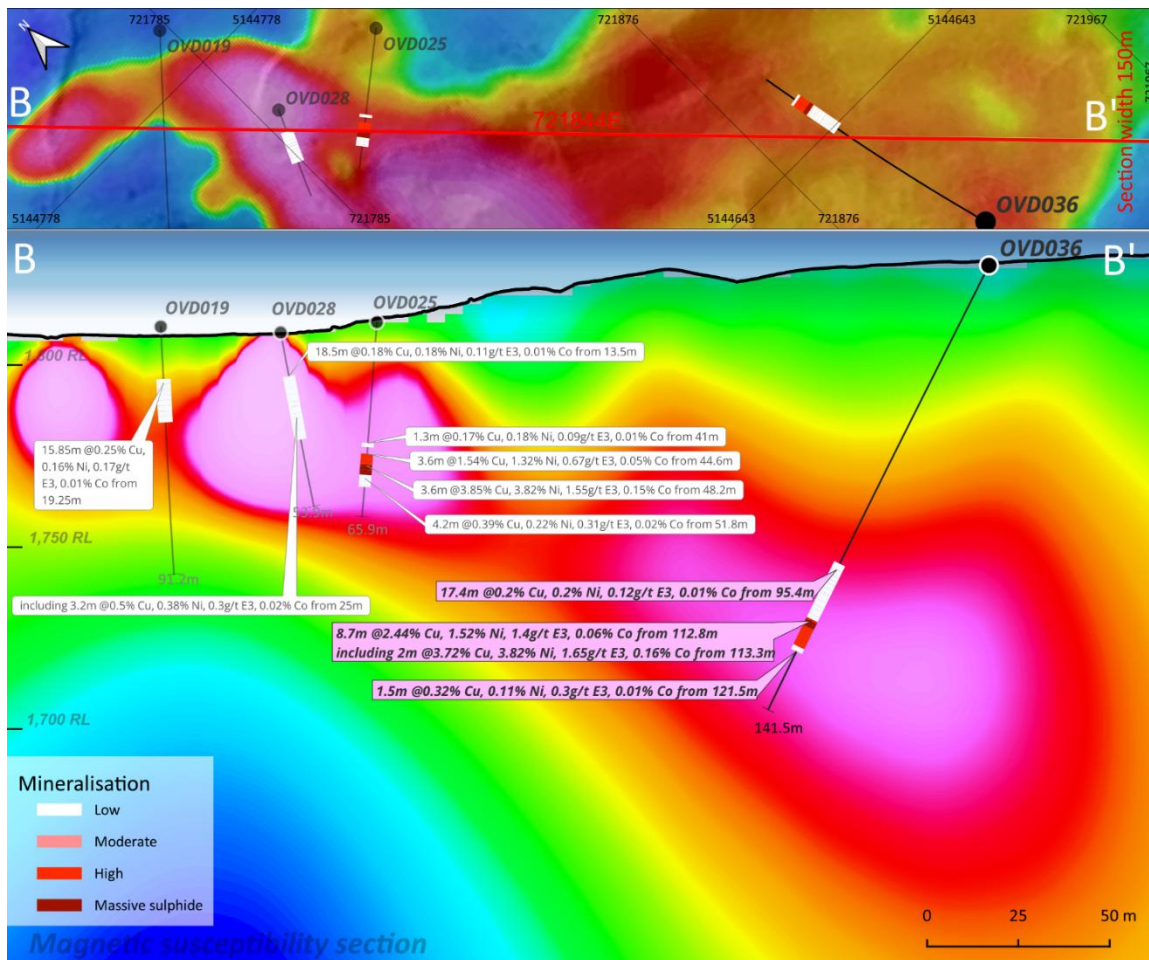 N
721785
5144778
721876
5144643
721967
OVD019
OVD025
OVD028
B
B'
721844E
721967
Section width 150m
5144778
721785
5144643
721876
OVD036
B
B'
OVD036
OVD019
OVD028
OVD025
18.5m @0.18% Cu, 0.18% Ni, 0.11g/t E3, 0.01% Co from 13.5m
1,800 RL
15.85m @0.25% Cu,
0.16% Ni, 0.17g/t
E3, 0.01% Co from
19.25m
1.3m @0.17% Cu, 0.18% Ni, 0.09g/t E3, 0.01% Co from 41m
3.6m @1.54% Cu, 1.32% Ni, 0.67g/t E3, 0.05% Co from 44.6m
3.6m @3.85% Cu, 3.82% Ni, 1.55g/t E3, 0.15% Co from 48.2m
4.2m @0.39% Cu, 0.22% Ni, 0.31g/t E3, 0.02% Co from 51.8m
65.9m
1,750 RL
91.2m
including 3.2m @0.5% Cu, 0.38% Ni, 0.3g/t E3, 0.02% Co from 25m
17.4m @0.2% Cu, 0.2% Ni, 0.12g/t E3, 0.01% Co from 95.4m
8.7m @2.44% Cu, 1.52% Ni, 1.4g/t E3, 0.06% Co from 112.8m
including 2m @3.72% Cu, 3.82% Ni, 1.65g/t E3, 0.16% Co from 113.3m
1.5m @0.32% Cu, 0.11% Ni, 0.3g/t E3, 0.01% Co from 121.5m
1,700 RL
141.5m
Mineralisation
Low
Moderate
High
Massive sulphide
0 25 50 m
Magnetic susceptibility section